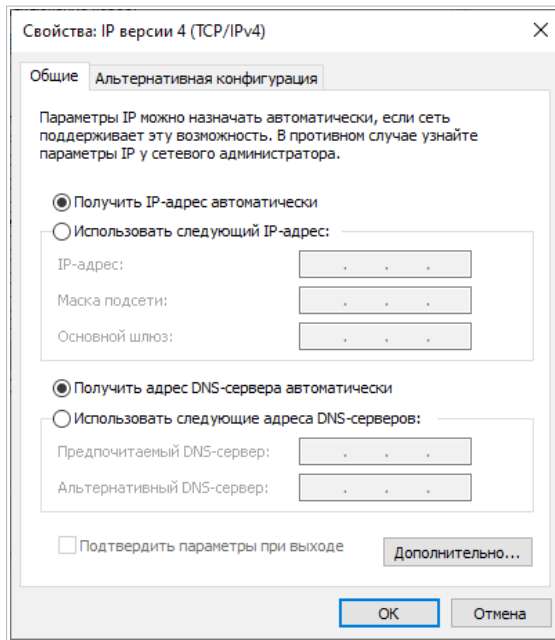 Свойства: IP версии 4 (TCP/IPv4)
Общие
Альтернативная конфигурация
Параметры IP можно назначать автоматически, если сеть
поддерживает эту возможность. В противном случае узнайте
параметры IP у сетевого администратора.
Получить IP-адрес автоматически
Использовать следующий IP-адрес:
IP-адрес:
Маска подсети:
Основной шлюз:
Получить адрес DNS-сервера автоматически
Использовать следующие адреса DNS-серверов:
Предпочитаемый DNS-сервер:
Альтернативный DNS-сервер:
Подтвердить параметры при выходе
Дополнительно...
ОК
Отмена